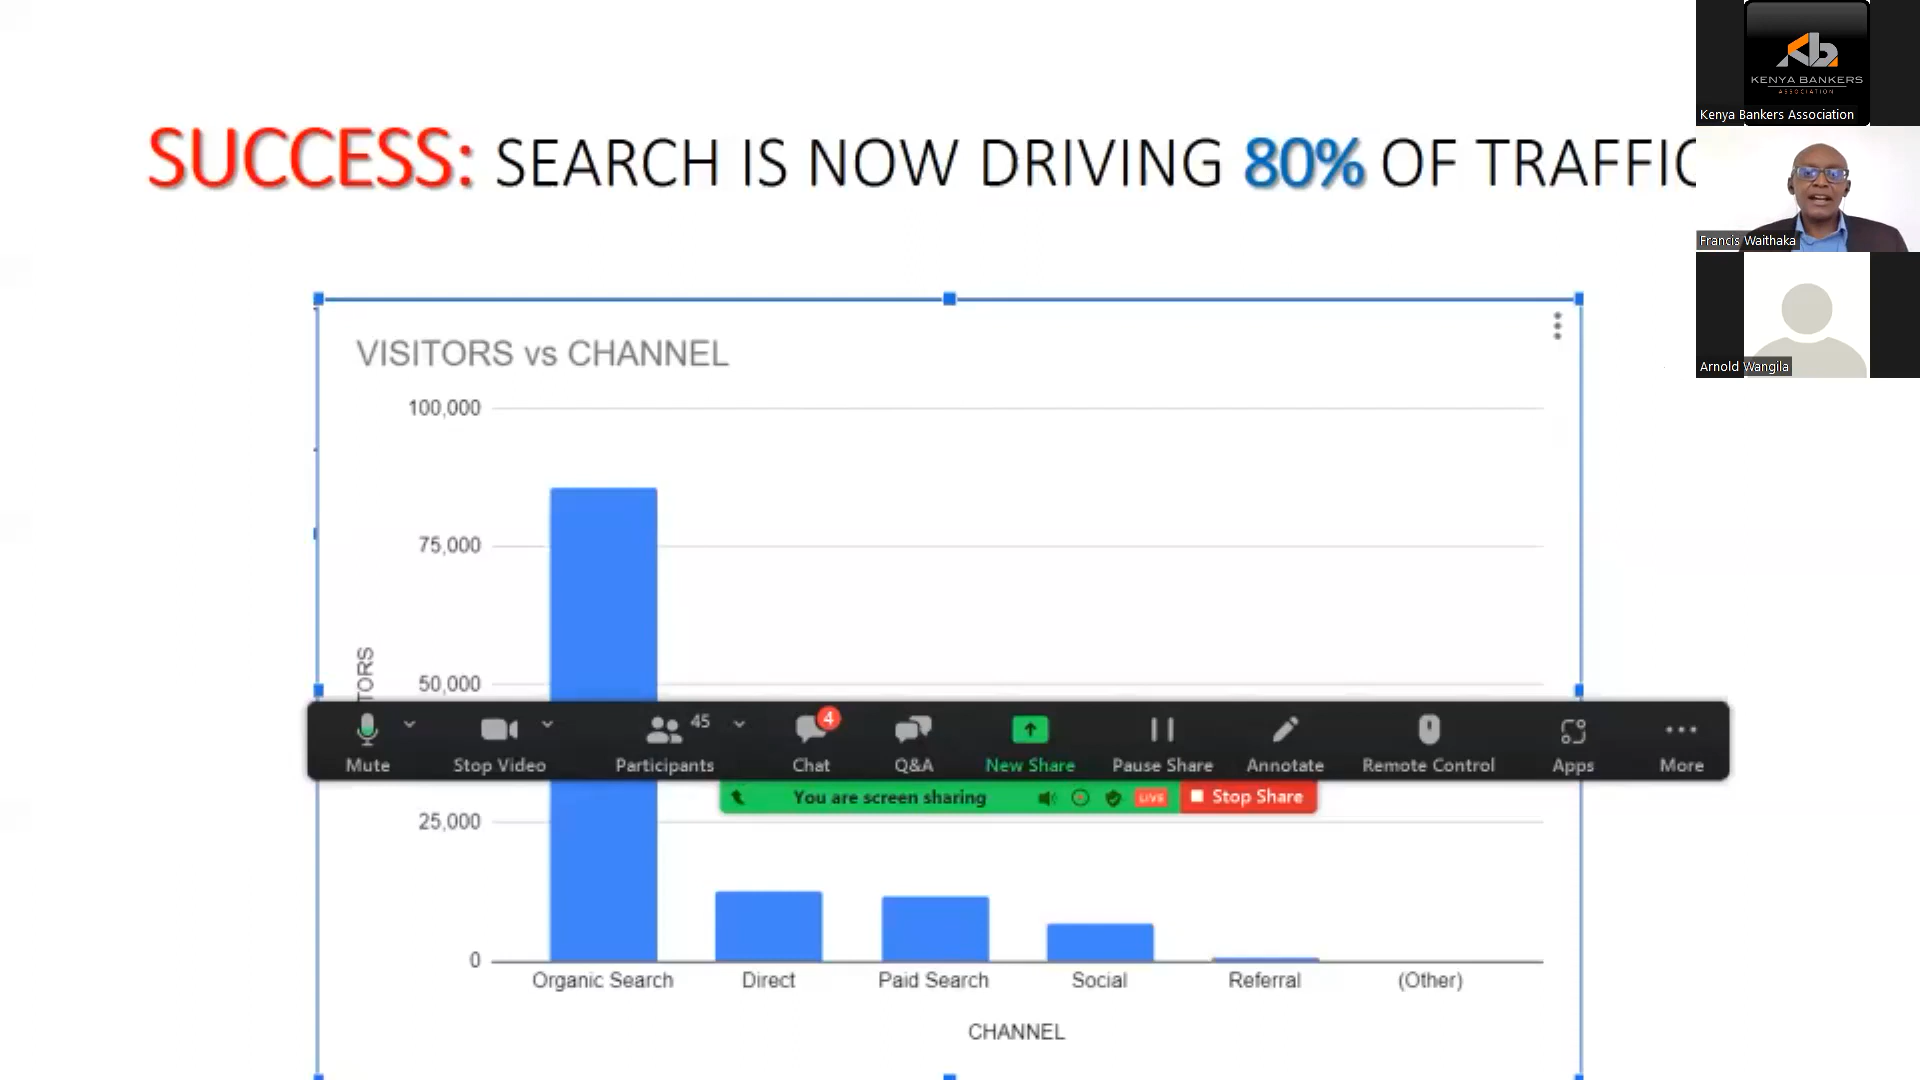 KENYA BANKERS
ASSOCIATION
Kenya Bankers Association
SUCCESS: SEARCH IS NOW DRIVING 80% OF TRAFFIC
Francis Waithaka
Arnold Wangila
VISITORS vs CHANNEL
100,000
75,000
50,000
25,000
0
TORS
Mute
Stop Video
45
Participants
4
Chat
Q&A
New Share
Pause Share
Annotate
Remote Control
Apps
More
You are screen sharing
LIVE
Stop Share
Organic Search
Direct
Paid Search
Social
Referral
(Other)
CHANNEL